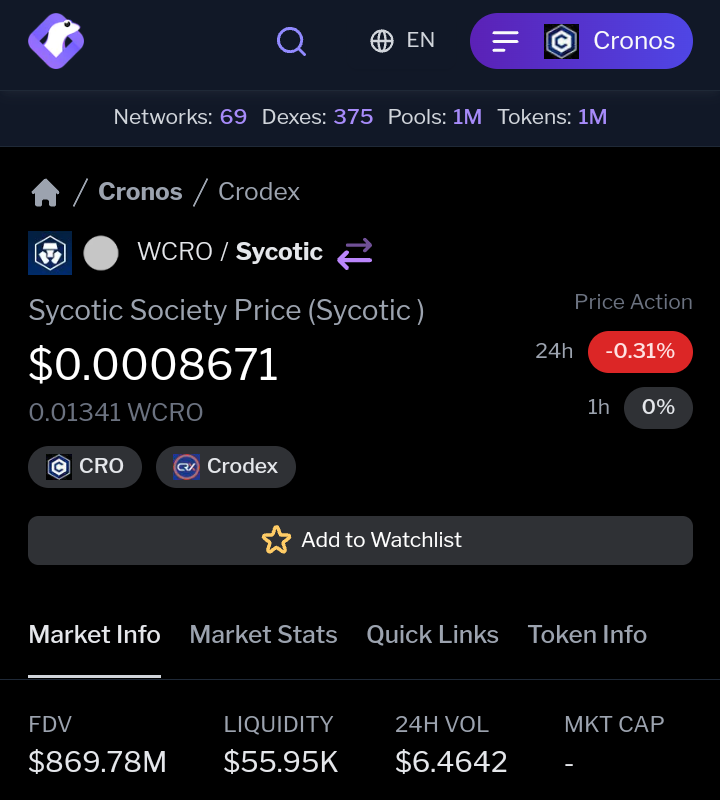 EN
Cronos
Networks: 69 Dexes: 375 Pools: 1M Tokens: 1M
/ Cronos / Crodex
WCRO / Sycotic
Sycotic Society Price (Sycotic )
$0.0008671
0.01341 WCRO
Price Action
24h -0.31%
1h 0%
CRO
CRX Crodex
Add to Watchlist
Market Info Market Stats Quick Links Token Info
FDV LIQUIDITY 24H VOL MKT CAP
$869.78M $55.95K $6.4642 -